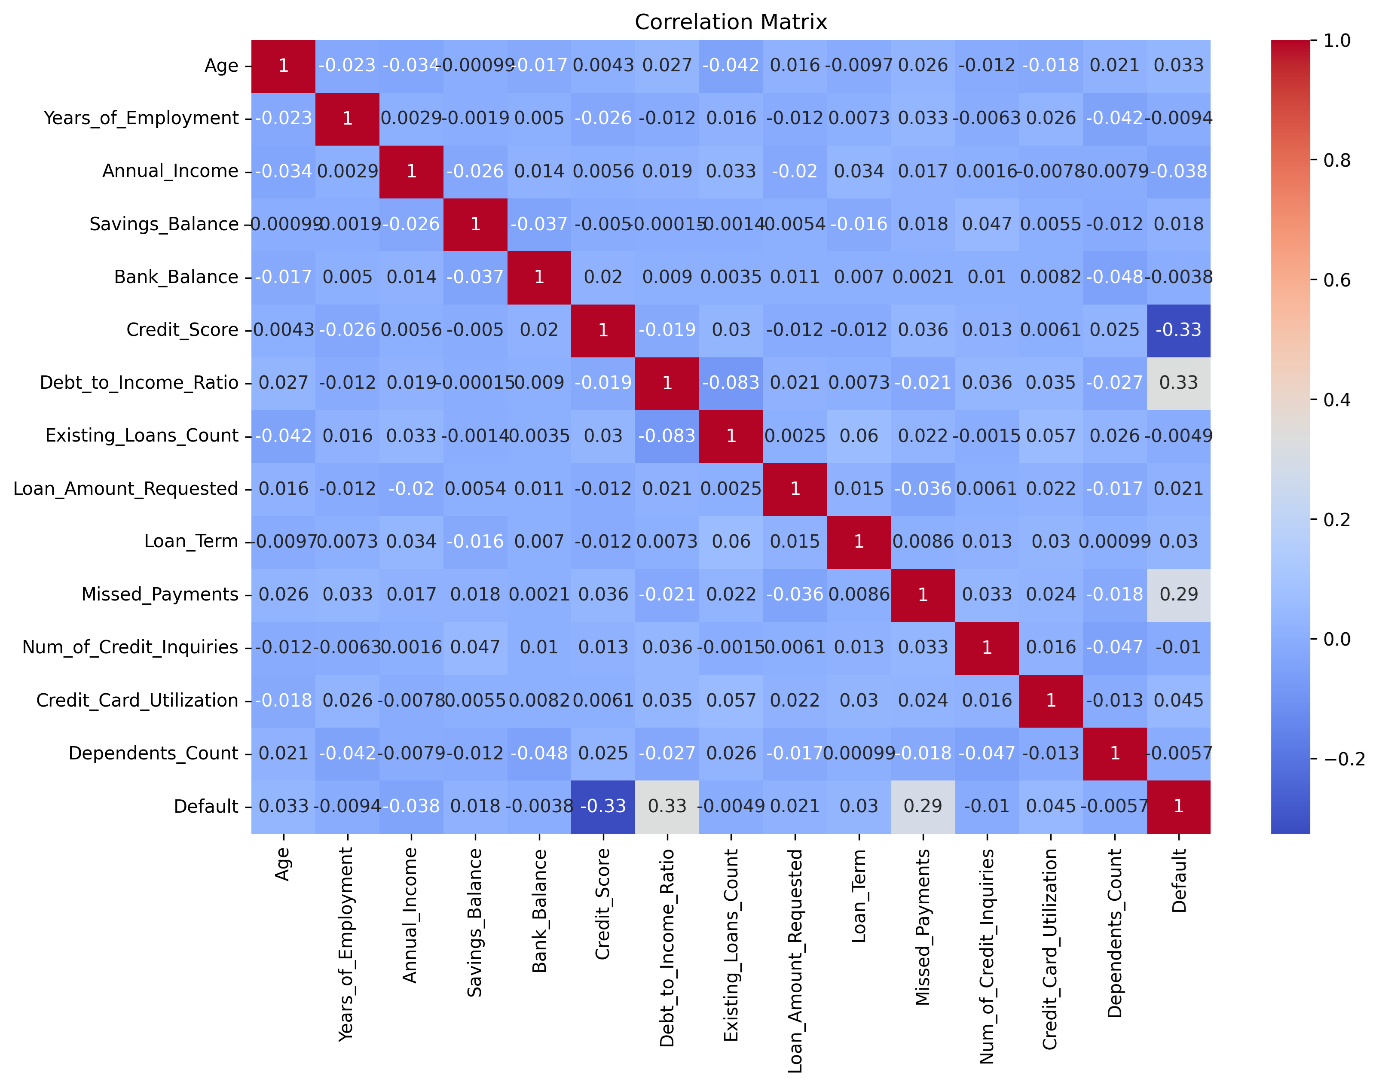 Correlation Matrix
Age 1 -0.023 -0.034 -0.00099 -0.017 0.0043 0.027 -0.042 0.016 -0.0097 0.026 -0.012 -0.018 0.021 0.033
Years_of_Employment -0.023 1 0.0029 -0.0019 0.005 -0.026 -0.012 0.016 -0.012 0.0073 0.033 -0.0063 0.026 -0.042 -0.0094
Annual_Income -0.034 0.0029 1 -0.026 0.014 0.0056 0.019 0.033 -0.02 0.034 0.017 0.0016 -0.0078 -0.0079 -0.038
Savings_Balance -0.00099 -0.0019 -0.026 1 -0.037 -0.005 -0.00015 -0.0014 0.0054 -0.016 0.018 0.047 0.0055 -0.012 0.018
Bank_Balance -0.017 0.005 0.014 -0.037 1 0.02 0.009 0.0035 0.011 0.007 0.0021 0.01 0.0082 -0.048 -0.0038
Credit_Score 0.0043 -0.026 0.0056 -0.005 0.02 1 -0.019 0.03 -0.012 -0.012 0.036 0.013 0.0061 0.025 -0.33
Debt_to_Income_Ratio 0.027 -0.012 0.019 -0.00015 0.009 -0.019 1 -0.083 0.021 0.0073 -0.021 0.036 0.035 -0.027 0.33
Existing_Loans_Count -0.042 0.016 0.033 -0.0014 0.0035 0.03 -0.083 1 0.0025 0.06 0.022 -0.0015 0.057 0.026 -0.0049
Loan_Amount_Requested 0.016 -0.012 -0.02 0.0054 0.011 -0.012 0.021 0.0025 1 0.015 -0.036 0.0061 0.022 -0.017 0.021
Loan_Term -0.0097 0.0073 0.034 -0.016 0.007 -0.012 0.0073 0.06 0.015 1 0.0086 0.013 0.03 0.00099 0.03
Missed_Payments 0.026 0.033 0.017 0.018 0.0021 0.036 -0.021 0.022 -0.036 0.0086 1 0.033 0.024 -0.018 0.29
Num_of_Credit_Inquiries -0.012 -0.0063 0.0016 0.047 0.01 0.013 0.036 -0.0015 0.0061 0.013 0.033 1 0.016 -0.047 -0.01
Credit_Card_Utilization -0.018 0.026 -0.0078 0.0055 0.0082 0.0061 0.035 0.057 0.022 0.03 0.024 0.016 1 -0.013 0.045
Dependents_Count 0.021 -0.042 -0.0079 -0.012 -0.048 0.025 -0.027 0.026 -0.017 0.00099 -0.018 -0.047 -0.013 1 -0.0057
Default 0.033 -0.0094 -0.038 0.018 -0.0038 -0.33 0.33 -0.0049 0.021 0.03 0.29 -0.01 0.045 -0.0057 1
Age
Years_of_Employment
Annual_Income
Savings_Balance
Bank_Balance
Credit_Score
Debt_to_Income_Ratio
Existing_Loans_Count
Loan_Amount_Requested
Loan_Term
Missed_Payments
Num_of_Credit_Inquiries
Credit_Card_Utilization
Dependents_Count
Default
1.0
0.8
0.6
0.4
0.2
0.0
−0.2